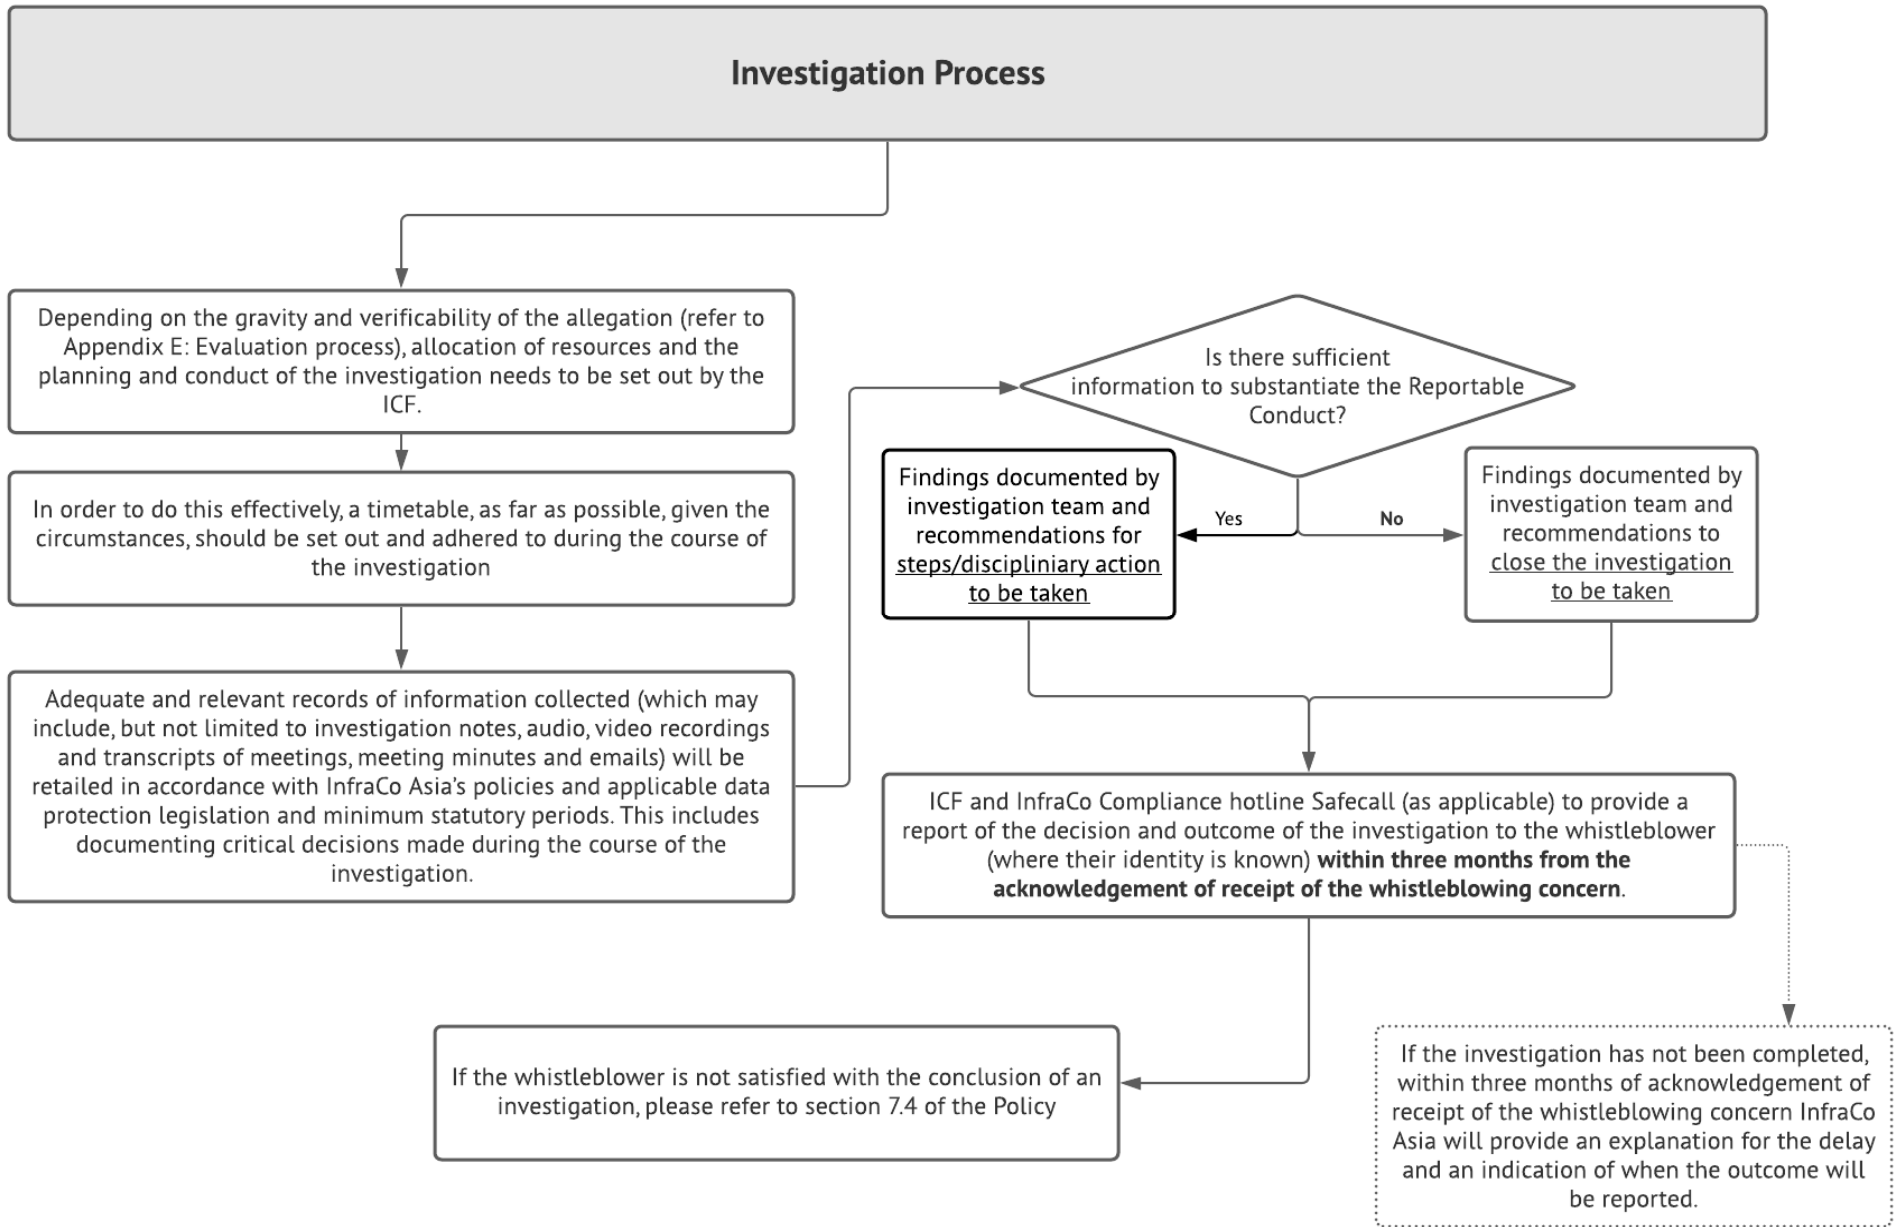 Investigation Process
Depending on the gravity and verificability of the allegation (refer to
Appendix E: Evaluation process), allocation of resources and the
planning and conduct of the investigation needs to be set out by the
ICF.
In order to do this effectively, a timetable, as far as possible, given the
circumstances, should be set out and adhered to during the course of
the investigation
Adequate and relevant records of information collected (which may
include, but not limited to investigation notes, audio, video recordings
and transcripts of meetings, meeting minutes and emails) will be
retailed in accordance with InfraCo Asia's policies and applicable data
protection legislation and minimum statutory periods. This includes
documenting critical decisions made during the course of the
investigation.
Is there sufficient
information to substantiate the Reportable
Conduct?
Yes
No
Findings documented by
investigation team and
recommendations for
steps/discipliniary action
to be taken
Findings documented by
investigation team and
recommendations to
close the investigation
to be taken
ICF and InfraCo Compliance hotline Safecall (as applicable) to provide a
report of the decision and outcome of the investigation to the whistleblower
(where their identity is known) within three months from the
acknowledgement of receipt of the whistleblowing concern.
If the whistleblower is not satisfied with the conclusion of an
investigation, please refer to section 7.4 of the Policy
If the investigation has not been completed,
within three months of acknowledgement of
receipt of the whistleblowing concern InfraCo
Asia will provide an explanation for the delay
and an indication of when the outcome will
be reported.